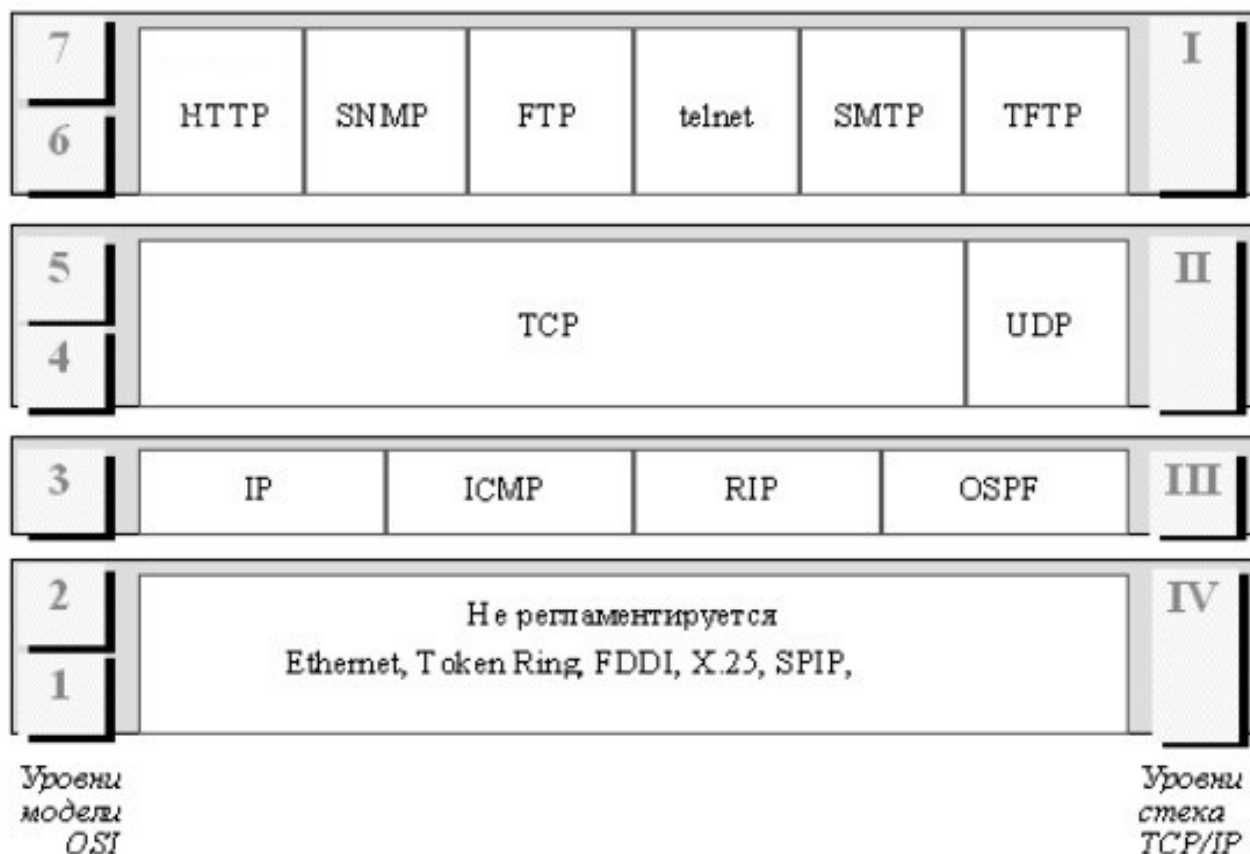 7
6
HTTP SNMP FTP telnet SMTP TFTP
I
5
4
TCP UDP
II
3
IP ICMP RIP OSPF
III
2
1
Не регламентируется
Ethernet, Token Ring, FDDI, X.25, SPIP,
IV
Уровни
модели
OSI
Уровни
стека
TCP/IP